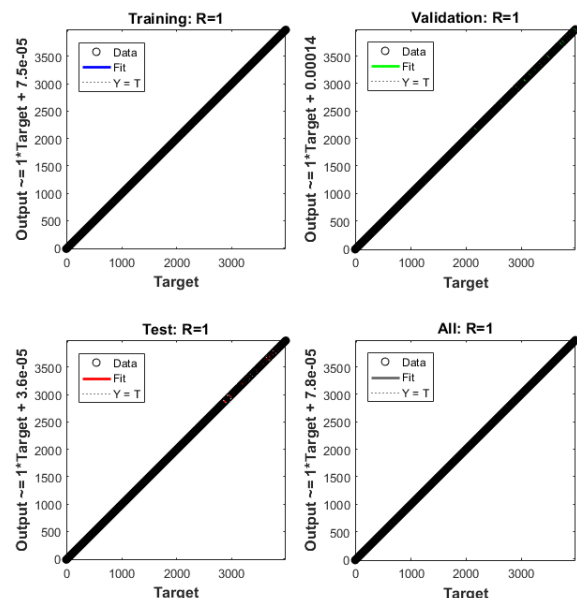 Training: R=1
Output ~= 1*Target + 7.5e-05
Data
Fit
Y = T
3500
3000
2500
2000
1500
1000
500
0
0 1000 2000 3000
Target
Validation: R=1
Output ~= 1*Target + 0.00014
Data
Fit
Y = T
3500
3000
2500
2000
1500
1000
500
0
0 1000 2000 3000
Target
Test: R=1
Output ~= 1*Target + 3.6e-05
Data
Fit
Y = T
3500
3000
2500
2000
1500
1000
500
0
0 1000 2000 3000
Target
All: R=1
Output ~= 1*Target + 7.8e-05
Data
Fit
Y = T
3500
3000
2500
2000
1500
1000
500
0
0 1000 2000 3000
Target